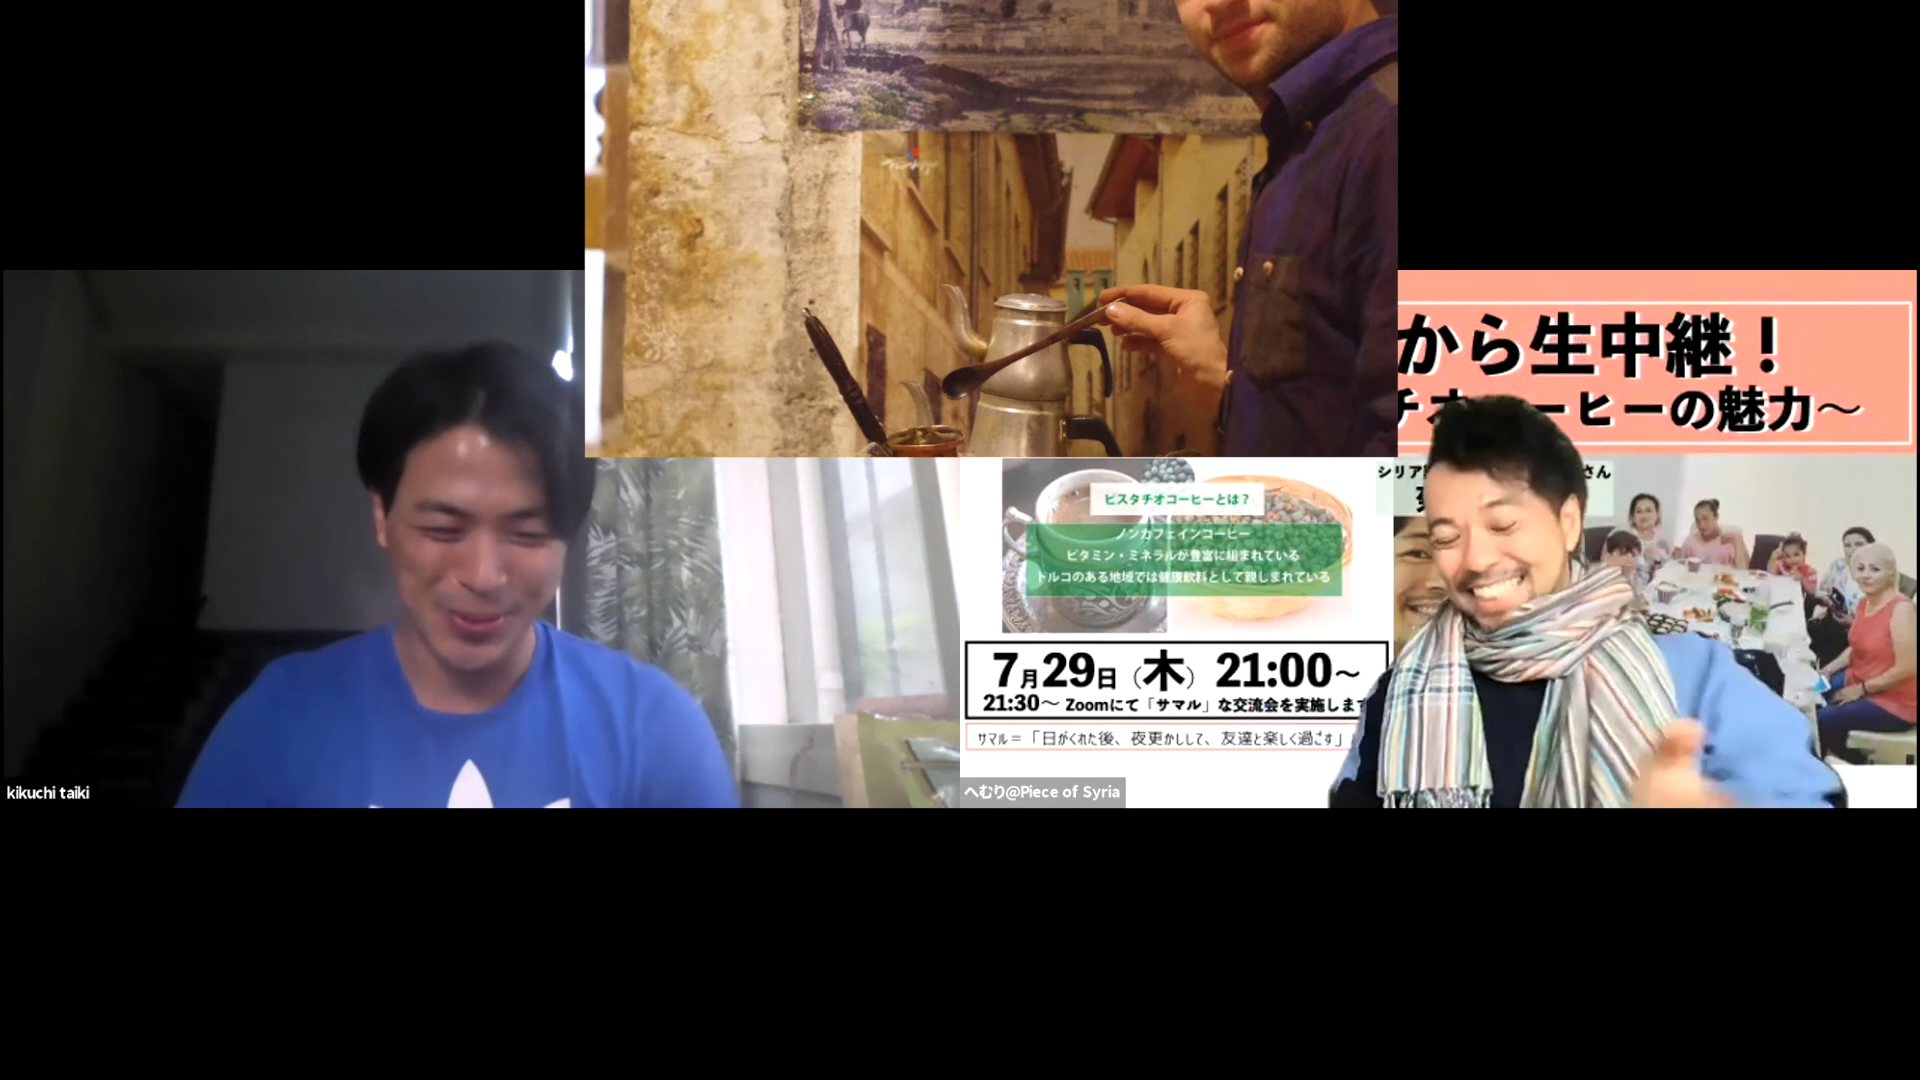 から生中継！
チオコーヒーの魅力～
シリア
さん
ピスタチオコーヒーとは？
ノンカフェインコーヒー
ビタミン・ミネラルが豊富に組まれている
トルコのある地域では健康飲料として親しまれている
7月29日（木）21:00～
21:30～ Zoomにて「サマル」な交流会を実施します
サマル＝「日がくれた後、夜更かしして、友達と楽しく過ごす」
kikuchi taiki
へむり@Piece of Syria